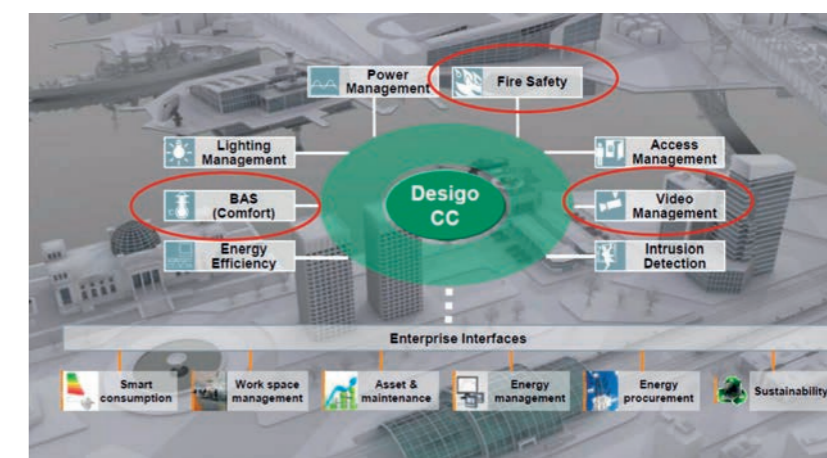 Power
Management
Fire Safety
Lighting
Management
Access
Management
Desigo
CC
BAS
(Comfort)
Video
Management
Energy
Efficiency
Intrusion
Detection
Enterprise Interfaces
Smart
consumption
Work space
management
Asset &
maintenance
Energy
management
Energy
procurement
Sustainability